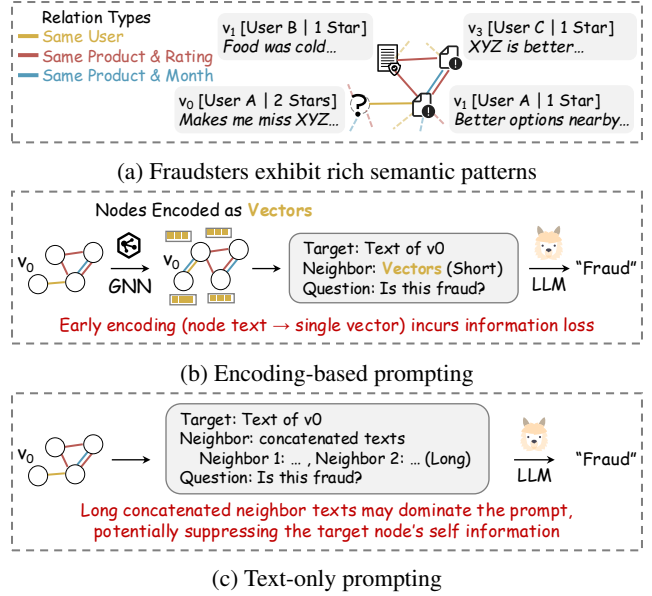 Relation Types
Same User
Same Product & Rating
Same Product & Month
v1 [User B | 1 Star]
Food was cold…
v3 [User C | 1 Star]
XYZ is better…
v0 [User A | 2 Stars]
Makes me miss XYZ…
?
v1 [User A | 1 Star]
Better options nearby…
(a) Fraudsters exhibit rich semantic patterns
Nodes Encoded as Vectors
v0
GNN
v0
Target: Text of v0
Neighbor: Vectors (Short)
Question: Is this fraud?
LLM
“Fraud”
Early encoding (node text → single vector) incurs information loss
(b) Encoding-based prompting
v0
Target: Text of v0
Neighbor: concatenated texts
Neighbor 1: … , Neighbor 2: … (Long)
Question: Is this fraud?
LLM
“Fraud”
Long concatenated neighbor texts may dominate the prompt,
potentially suppressing the target node’s self information
(c) Text-only prompting